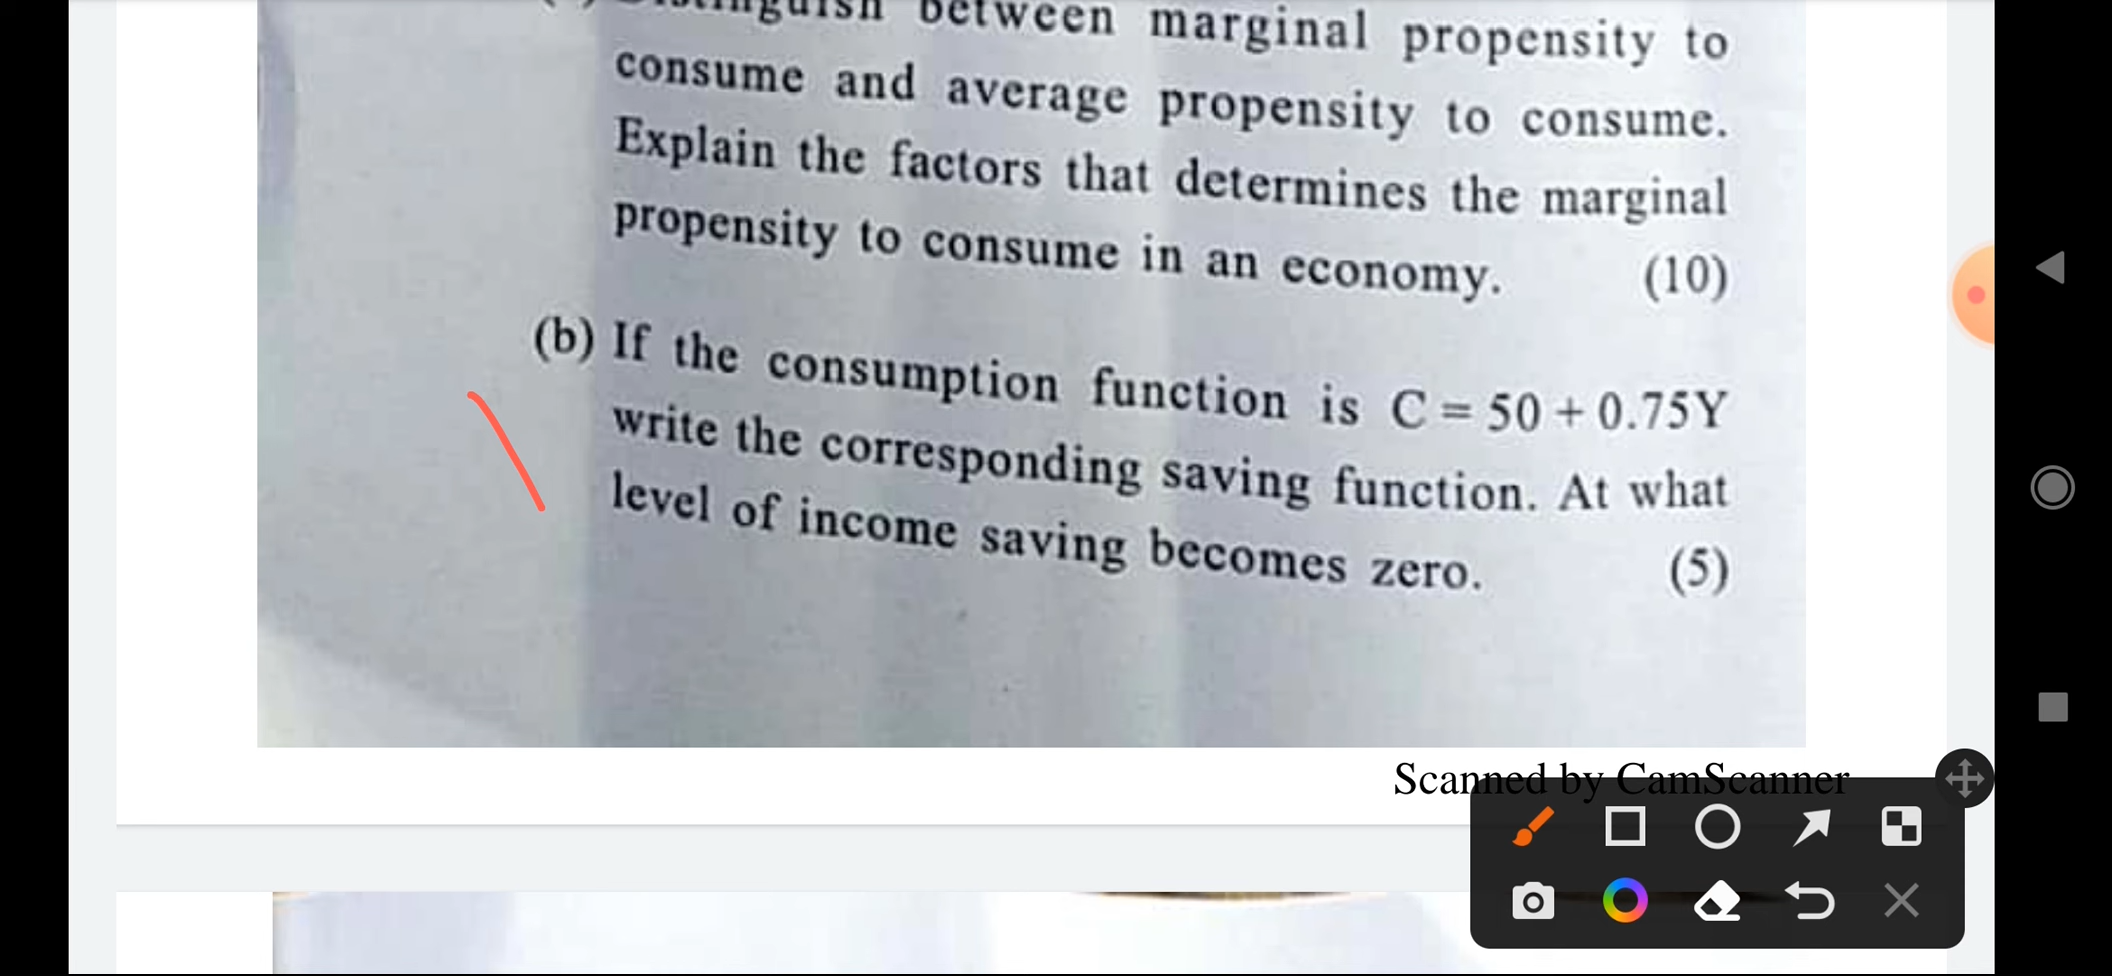 Distinguish between marginal propensity to
consume and average propensity to consume.
Explain the factors that determines the marginal
propensity to consume in an economy. (10)
(b) If the consumption function is C = 50 + 0.75Y
write the corresponding saving function. At what
level of income saving becomes zero. (5)
Scanned by CamScanner